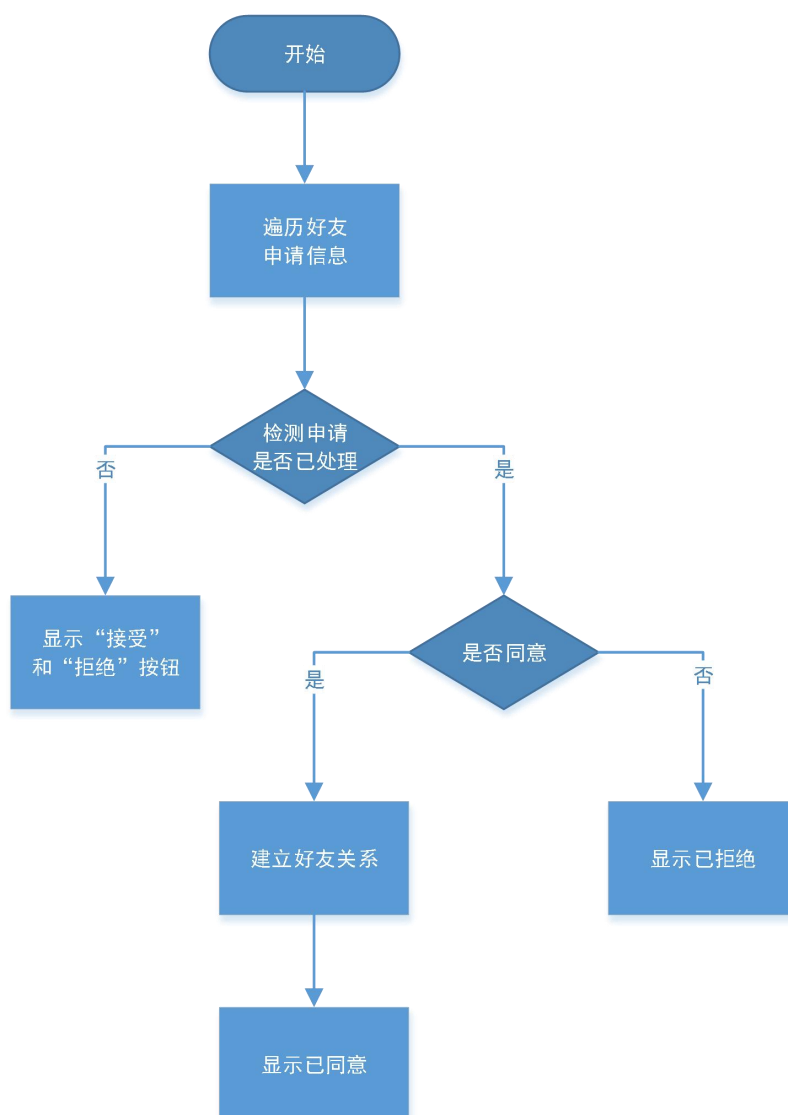 开始
遍历好友
申请信息
检测申请
是否已处理
否
是
显示“接受”
和“拒绝”按钮
是否同意
是
否
建立好友关系
显示已拒绝
显示已同意